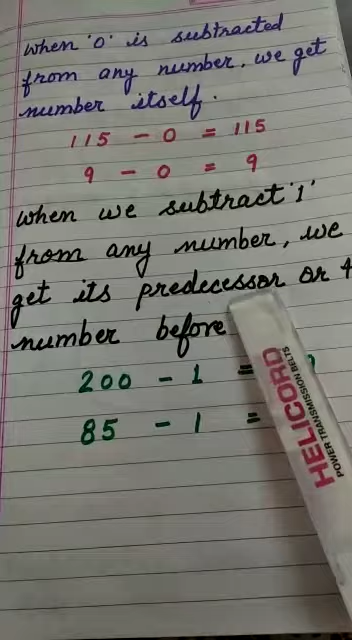 when 'o' is subtracted
from any number, we get
number itself.
115 - 0 = 115
9 - 0 = 9
when we subtract '1'
from any number, we
get its predecessor or
number before
200 - 1 =
85 - 1 =
HELICORD
POWER TRANSMISSION BELTS